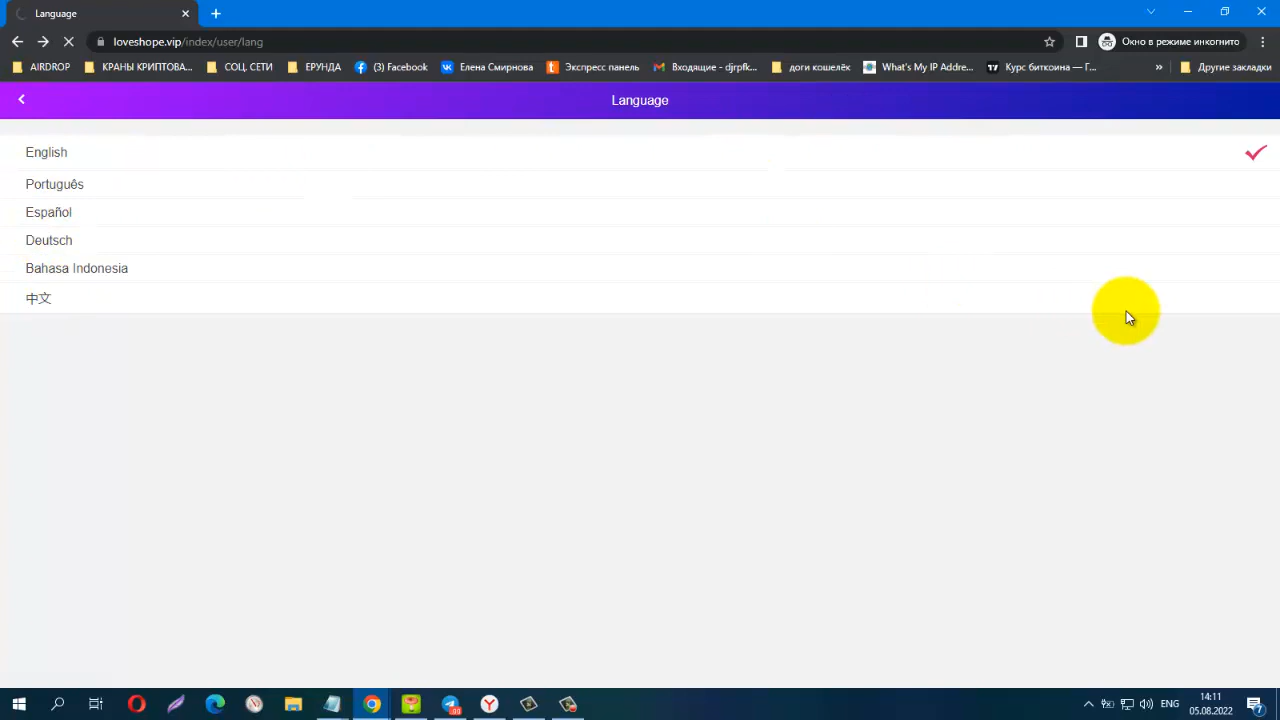 Language
loveshope.vip/index/user/lang
Окно в режиме инкогнито
AIRDROP
КРАНЫ КРИПТОВА...
СОЦ. СЕТИ
ЕРУНДА
(3) Facebook
Елена Смирнова
Экспресс панель
Входящие - djrpfk...
доги кошелёк
What's My IP Addre...
Курс биткоина — Г...
»
Другие закладки
Language
English
Português
Español
Deutsch
Bahasa Indonesia
中文
ENG
14:11
05.08.2022